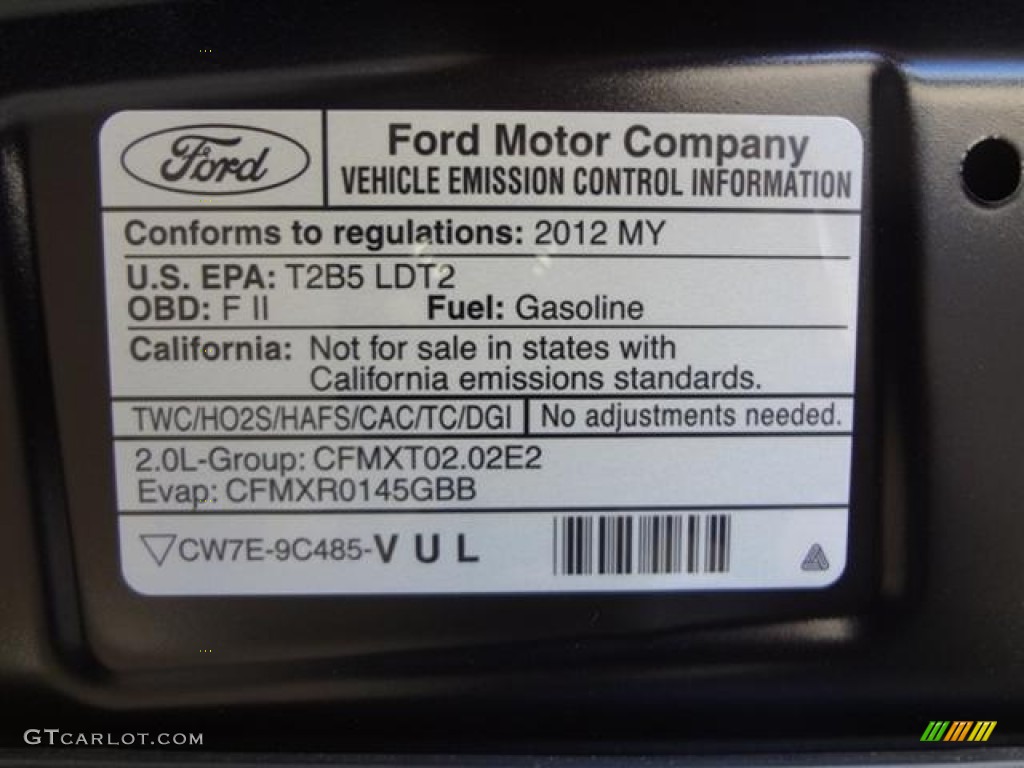 Ford
Ford Motor Company
VEHICLE EMISSION CONTROL INFORMATION
Conforms to regulations: 2012 MY
U.S. EPA: T2B5 LDT2
OBD: F II Fuel: Gasoline
California: Not for sale in states with
California emissions standards.
TWC/HO2S/HAFS/CAC/TC/DGI No adjustments needed.
2.0L-Group: CFMXT02.02E2
Evap: CFMXR0145GBB
CW7E-9C485-V U L
GTCARLOT.COM